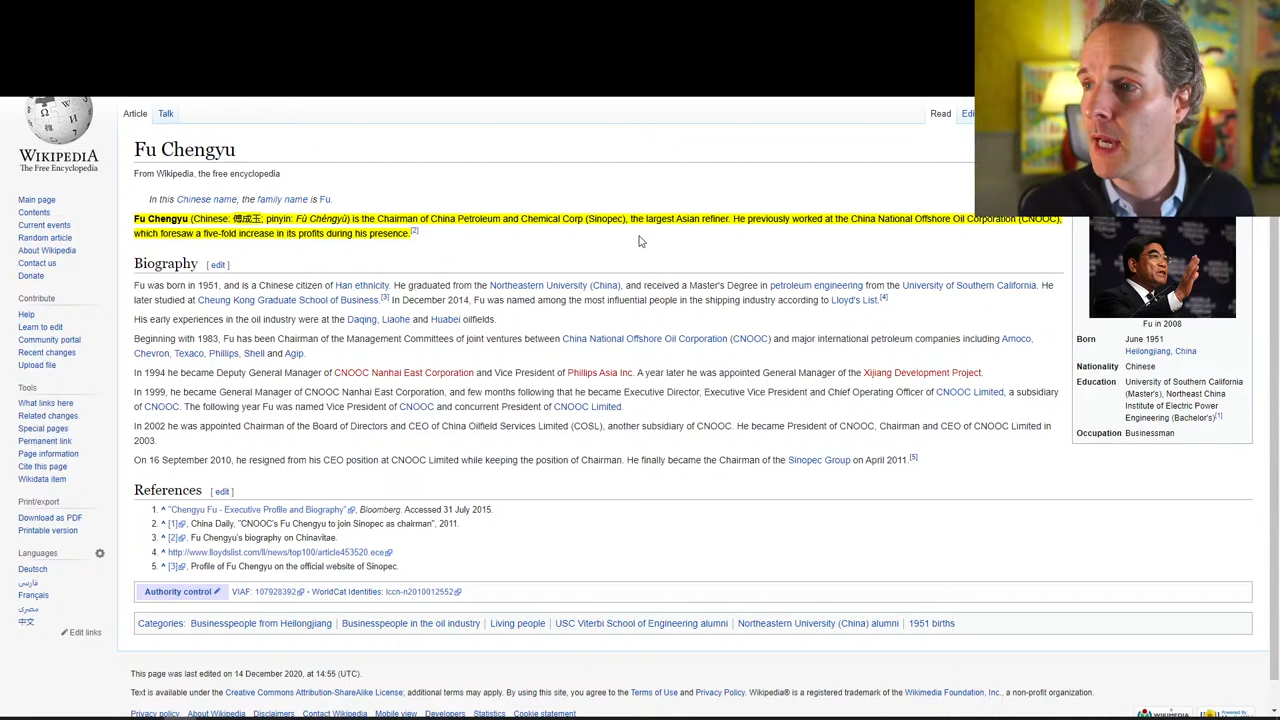 Article
Talk
Read
Edi
WIKIPEDIA
The Free Encyclopedia
Main page
Contents
Current events
Random article
About Wikipedia
Contact us
Donate
Contribute
Help
Learn to edit
Community portal
Recent changes
Upload file
Tools
What links here
Related changes
Special pages
Permanent link
Page information
Cite this page
Wikidata item
Print/export
Download as PDF
Printable version
Languages
Deutsch
فارسی
Français
مصرى
中文
Edit links
Fu Chengyu
From Wikipedia, the free encyclopedia
In this Chinese name, the family name is Fu.
Fu Chengyu (Chinese: 傅成玉; pinyin: Fù Chéngyù) is the Chairman of China Petroleum and Chemical Corp (Sinopec), the largest Asian refiner. He previously worked at the China National Offshore Oil Corporation (CNOOC),
which foresaw a five-fold increase in its profits during his presence.[2]
Biography [ edit ]
Fu was born in 1951, and is a Chinese citizen of Han ethnicity. He graduated from the Northeastern University (China), and received a Master's Degree in petroleum engineering from the University of Southern California. He
later studied at Cheung Kong Graduate School of Business.[3] In December 2014, Fu was named among the most influential people in the shipping industry according to Lloyd's List.[4]
His early experiences in the oil industry were at the Daqing, Liaohe and Huabei oilfields.
Beginning with 1983, Fu has been Chairman of the Management Committees of joint ventures between China National Offshore Oil Corporation (CNOOC) and major international petroleum companies including Amoco,
Chevron, Texaco, Phillips, Shell and Agip.
In 1994 he became Deputy General Manager of CNOOC Nanhai East Corporation and Vice President of Phillips Asia Inc. A year later he was appointed General Manager of the Xijiang Development Project.
In 1999, he became General Manager of CNOOC Nanhai East Corporation, and few months following that he became Executive Director, Executive Vice President and Chief Operating Officer of CNOOC Limited, a subsidiary
of CNOOC. The following year Fu was named Vice President of CNOOC and concurrent President of CNOOC Limited.
In 2002 he was appointed Chairman of the Board of Directors and CEO of China Oilfield Services Limited (COSL), another subsidiary of CNOOC. He became President of CNOOC, Chairman and CEO of CNOOC Limited in
2003.
On 16 September 2010, he resigned from his CEO position at CNOOC Limited while keeping the position of Chairman. He finally became the Chairman of the Sinopec Group on April 2011.[5]
Fu in 2008
Born June 1951
Heilongjiang, China
Nationality Chinese
Education University of Southern California
(Master's), Northeast China
Institute of Electric Power
Engineering (Bachelor's)[1]
Occupation Businessman
References [ edit ]
1. ^ "Chengyu Fu - Executive Profile and Biography". Bloomberg. Accessed 31 July 2015.
2. ^ [1], China Daily, "CNOOC's Fu Chengyu to join Sinopec as chairman", 2011.
3. ^ [2], Fu Chengyu's biography on Chinavitae.
4. ^ http://www.lloydslist.com/ll/news/top100/article453520.ece
5. ^ [3], Profile of Fu Chengyu on the official website of Sinopec.
Authority control VIAF: 107928392 · WorldCat Identities: lccn-n2010012552
Categories: Businesspeople from Heilongjiang | Businesspeople in the oil industry | Living people | USC Viterbi School of Engineering alumni | Northeastern University (China) alumni | 1951 births
This page was last edited on 14 December 2020, at 14:55 (UTC).
Text is available under the Creative Commons Attribution-ShareAlike License; additional terms may apply. By using this site, you agree to the Terms of Use and Privacy Policy. Wikipedia® is a registered trademark of the Wikimedia Foundation, Inc., a non-profit organization.
Privacy policy About Wikipedia Disclaimers Contact Wikipedia Mobile view Developers Statistics Cookie statement